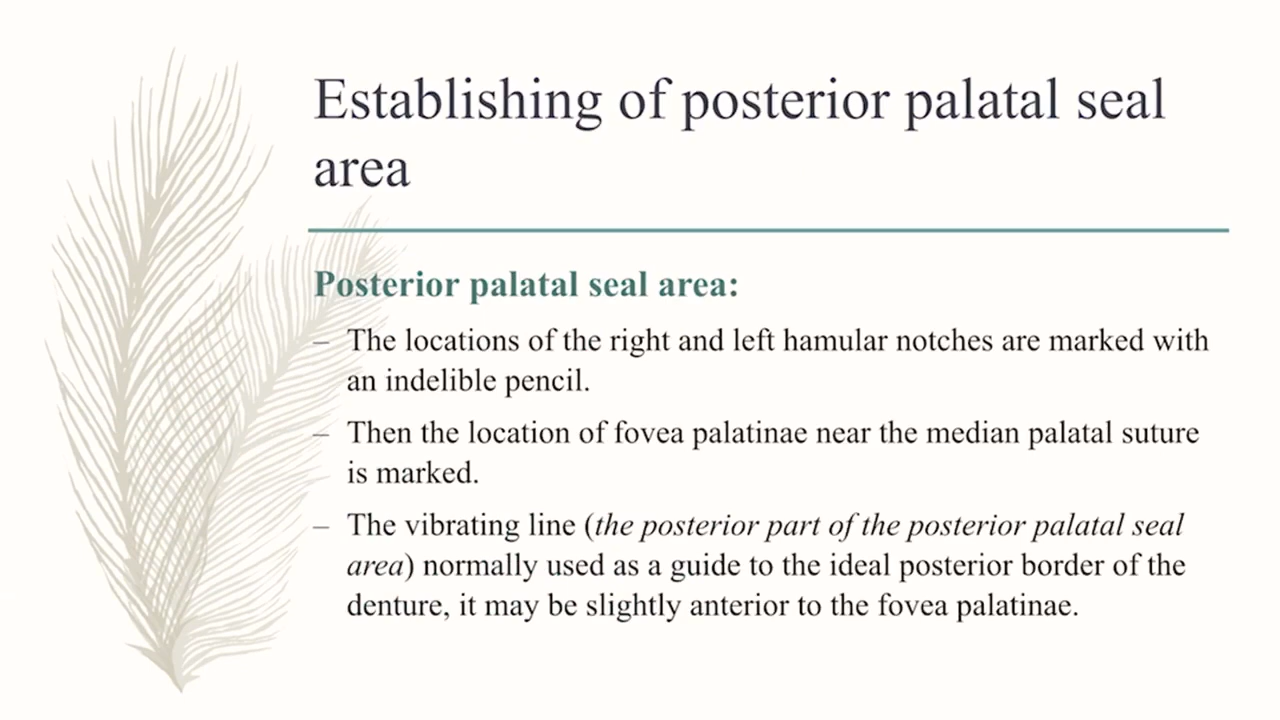 Establishing of posterior palatal seal
area
Posterior palatal seal area:
– The locations of the right and left hamular notches are marked with
an indelible pencil.
– Then the location of fovea palatinae near the median palatal suture
is marked.
– The vibrating line (the posterior part of the posterior palatal seal
area) normally used as a guide to the ideal posterior border of the
denture, it may be slightly anterior to the fovea palatinae.